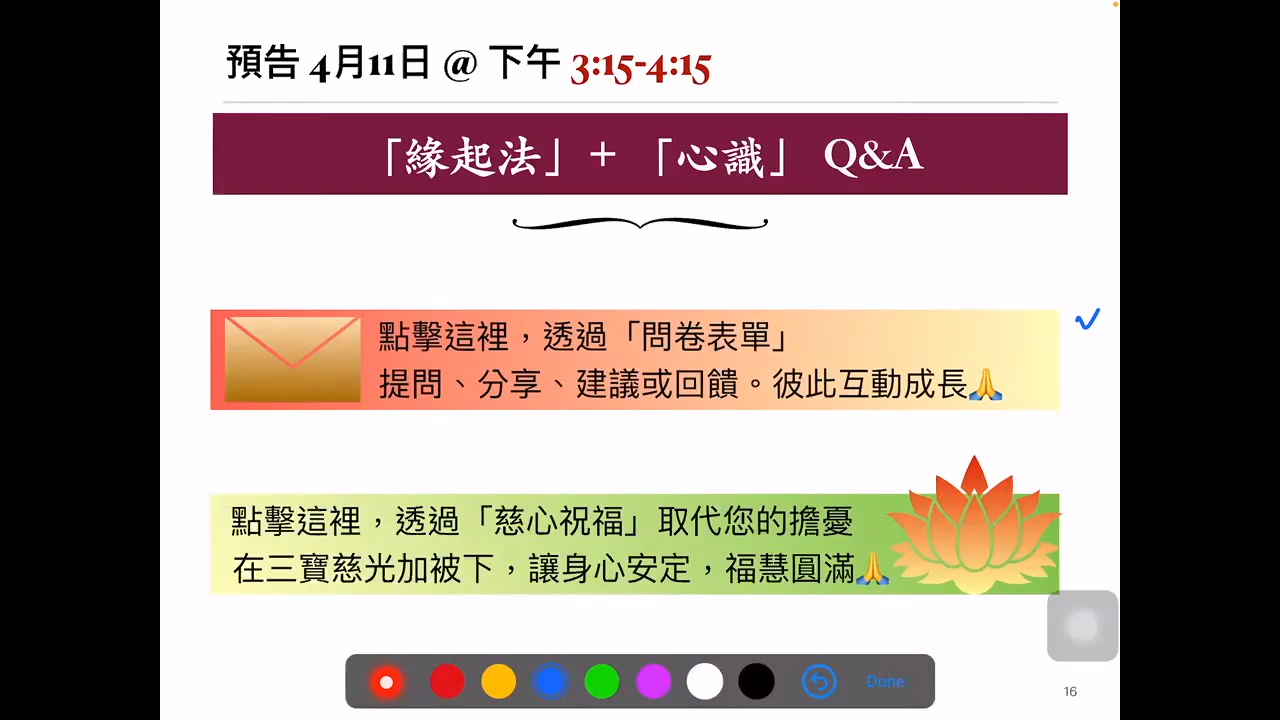 預告 4月11日 @ 下午 3:15-4:15
「緣起法」+ 「心識」 Q&A
點擊這裡，透過「問卷表單」
提問、分享、建議或回饋。彼此互動成長🙏
點擊這裡，透過「慈心祝福」取代您的擔憂
在三寶慈光加被下，讓身心安定，福慧圓滿🙏
Done
16